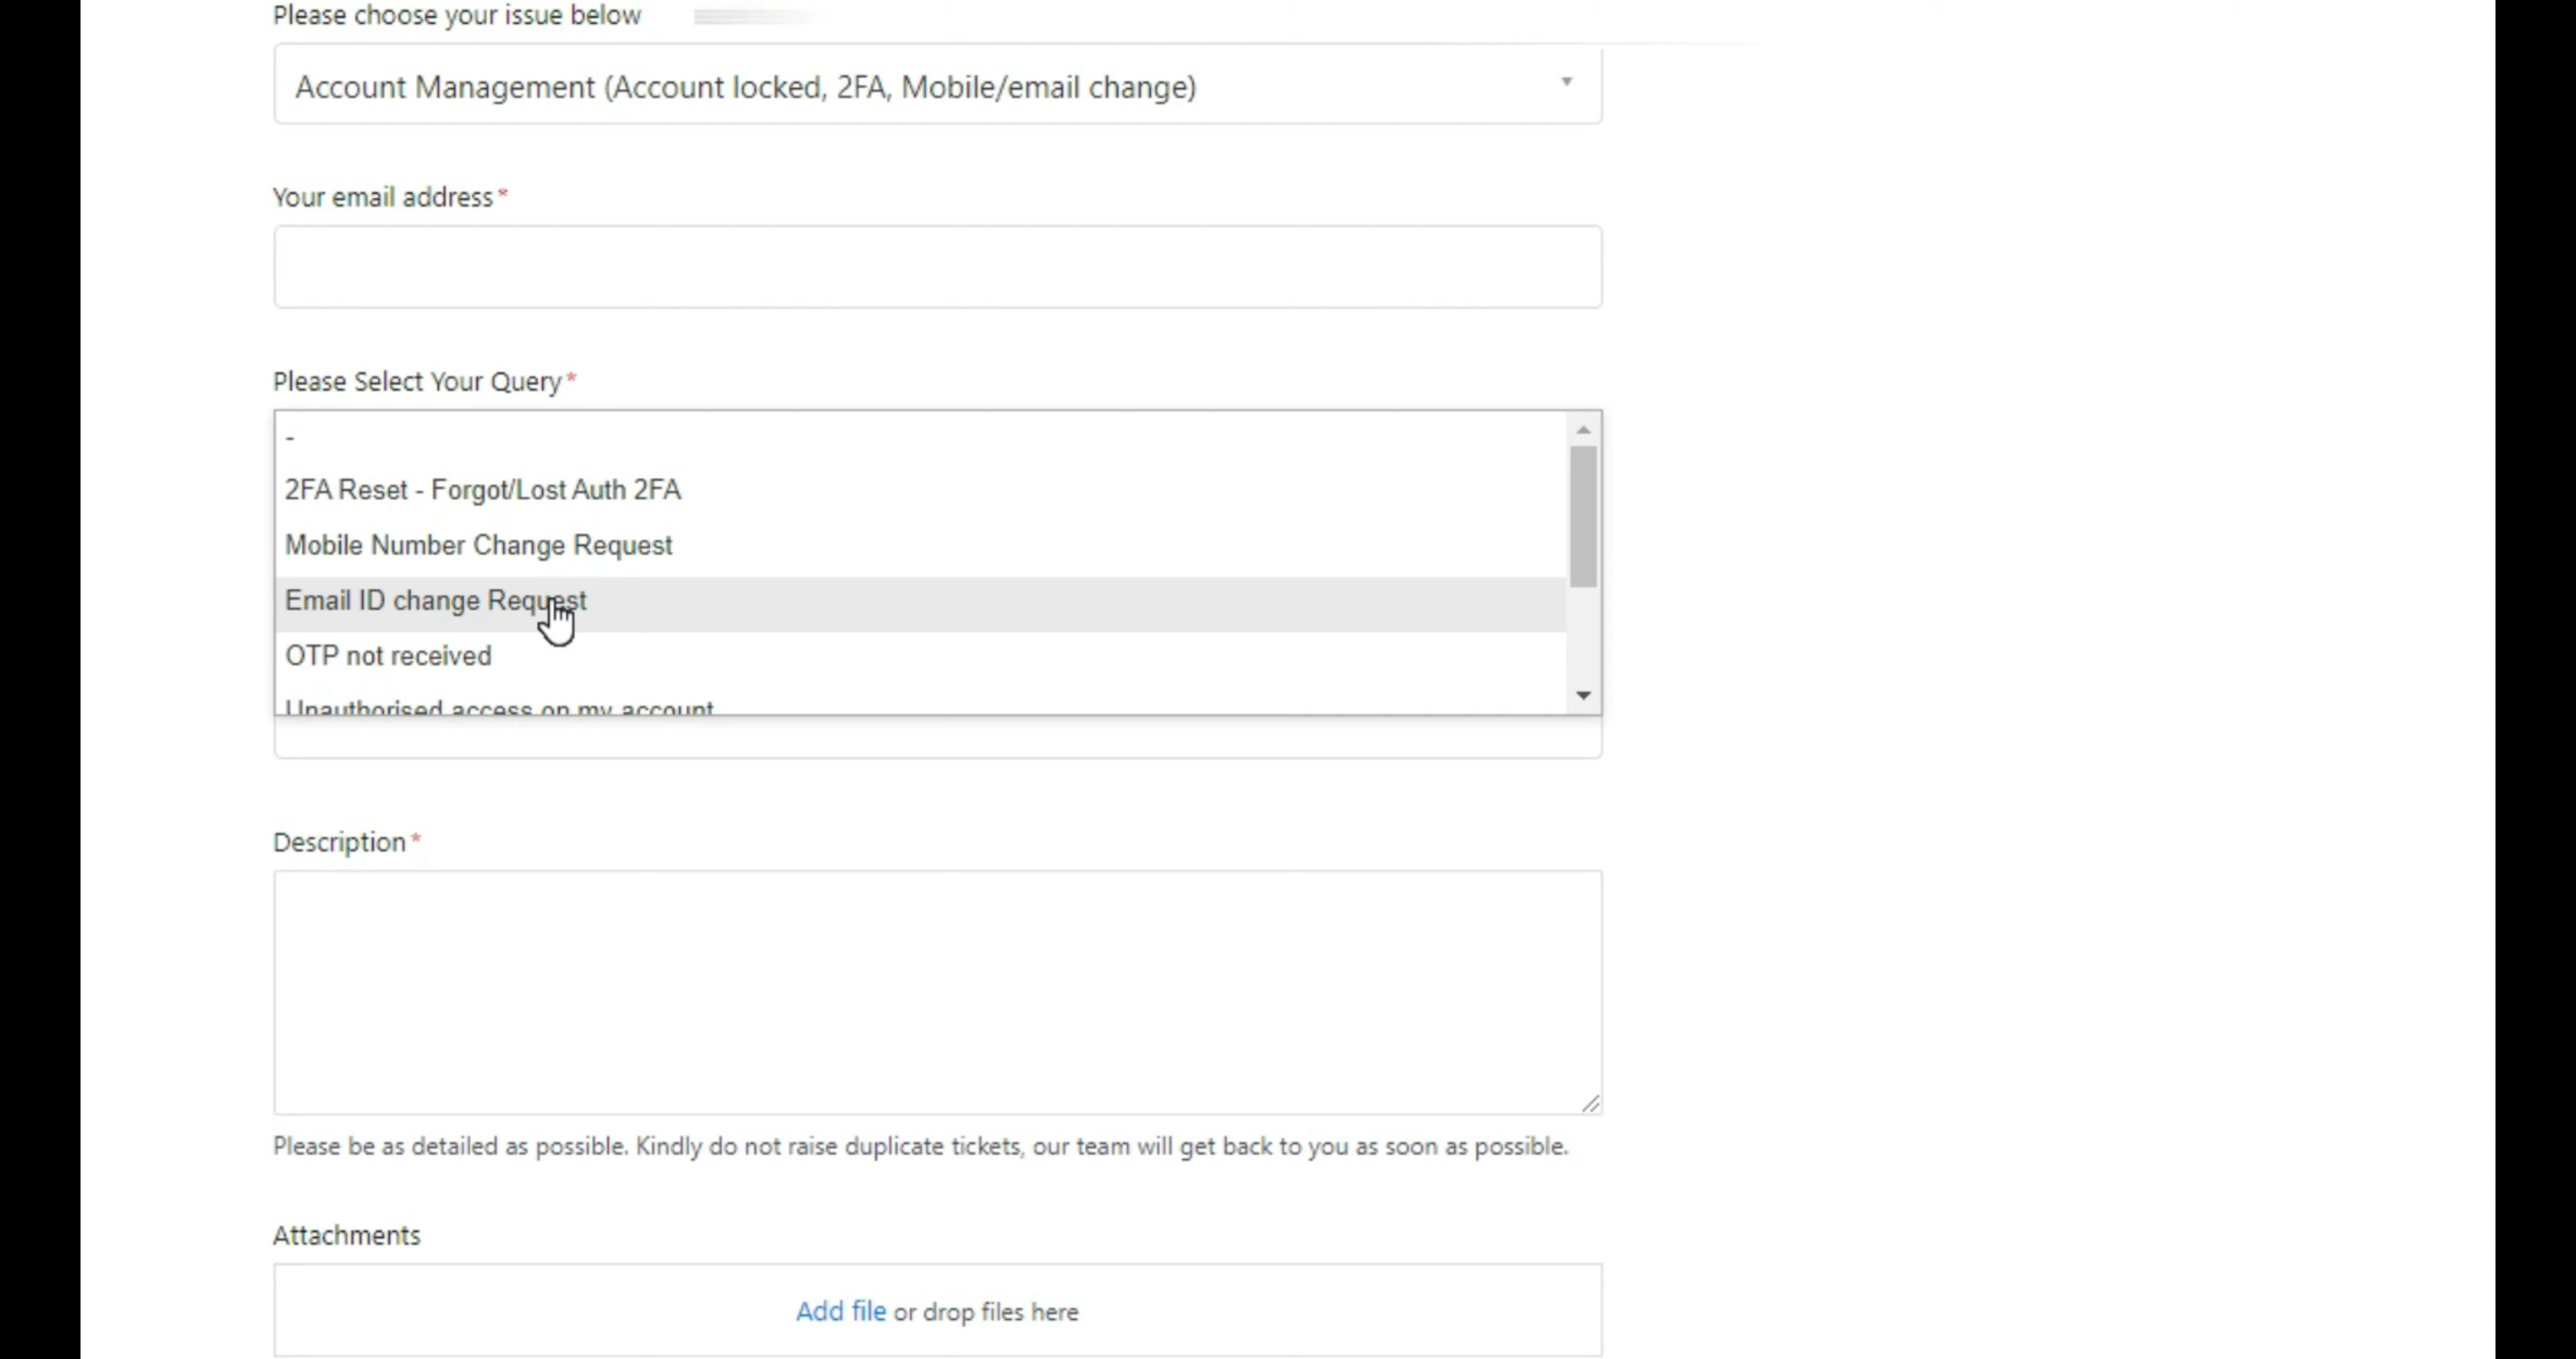 Please choose your issue below
Account Management (Account locked, 2FA, Mobile/email change)
Your email address*
Please Select Your Query*
-
2FA Reset - Forgot/Lost Auth 2FA
Mobile Number Change Request
Email ID change Request
OTP not received
Unauthorised access on my account
Description*
Please be as detailed as possible. Kindly do not raise duplicate tickets, our team will get back to you as soon as possible.
Attachments
Add file or drop files here